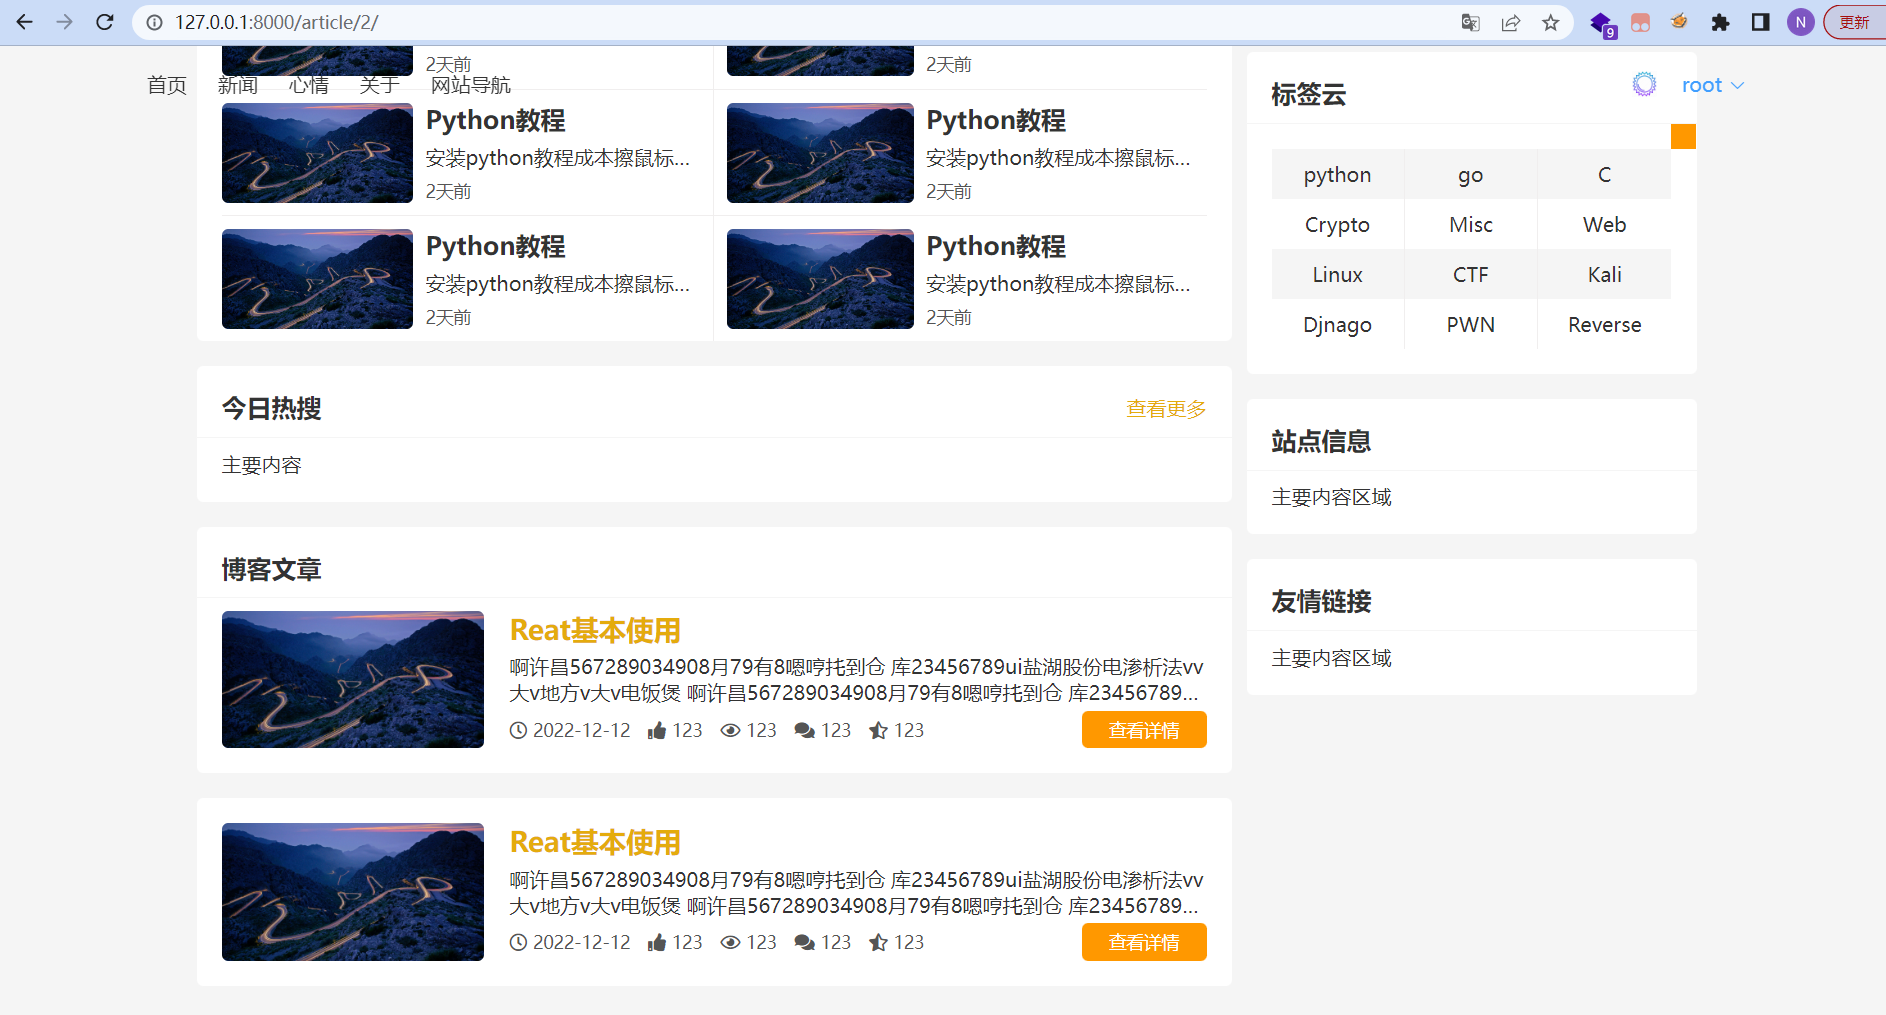 127.0.0.1:8000/article/2/
9
N
更新
2天前
2天前
首页 新闻 心情 关于 网站导航
root
Python教程
安装python教程成本擦鼠标...
2天前
Python教程
安装python教程成本擦鼠标...
2天前
Python教程
安装python教程成本擦鼠标...
2天前
Python教程
安装python教程成本擦鼠标...
2天前
今日热搜
查看更多
主要内容
博客文章
Reat基本使用
啊许昌567289034908月79有8嗯哼托到仓 库23456789ui盐湖股份电渗析法vv
大v地方v大v电饭煲 啊许昌567289034908月79有8嗯哼托到仓 库23456789...
2022-12-12 123 123 123 123
查看详情
Reat基本使用
啊许昌567289034908月79有8嗯哼托到仓 库23456789ui盐湖股份电渗析法vv
大v地方v大v电饭煲 啊许昌567289034908月79有8嗯哼托到仓 库23456789...
2022-12-12 123 123 123 123
查看详情
标签云
python go C
Crypto Misc Web
Linux CTF Kali
Djnago PWN Reverse
站点信息
主要内容区域
友情链接
主要内容区域